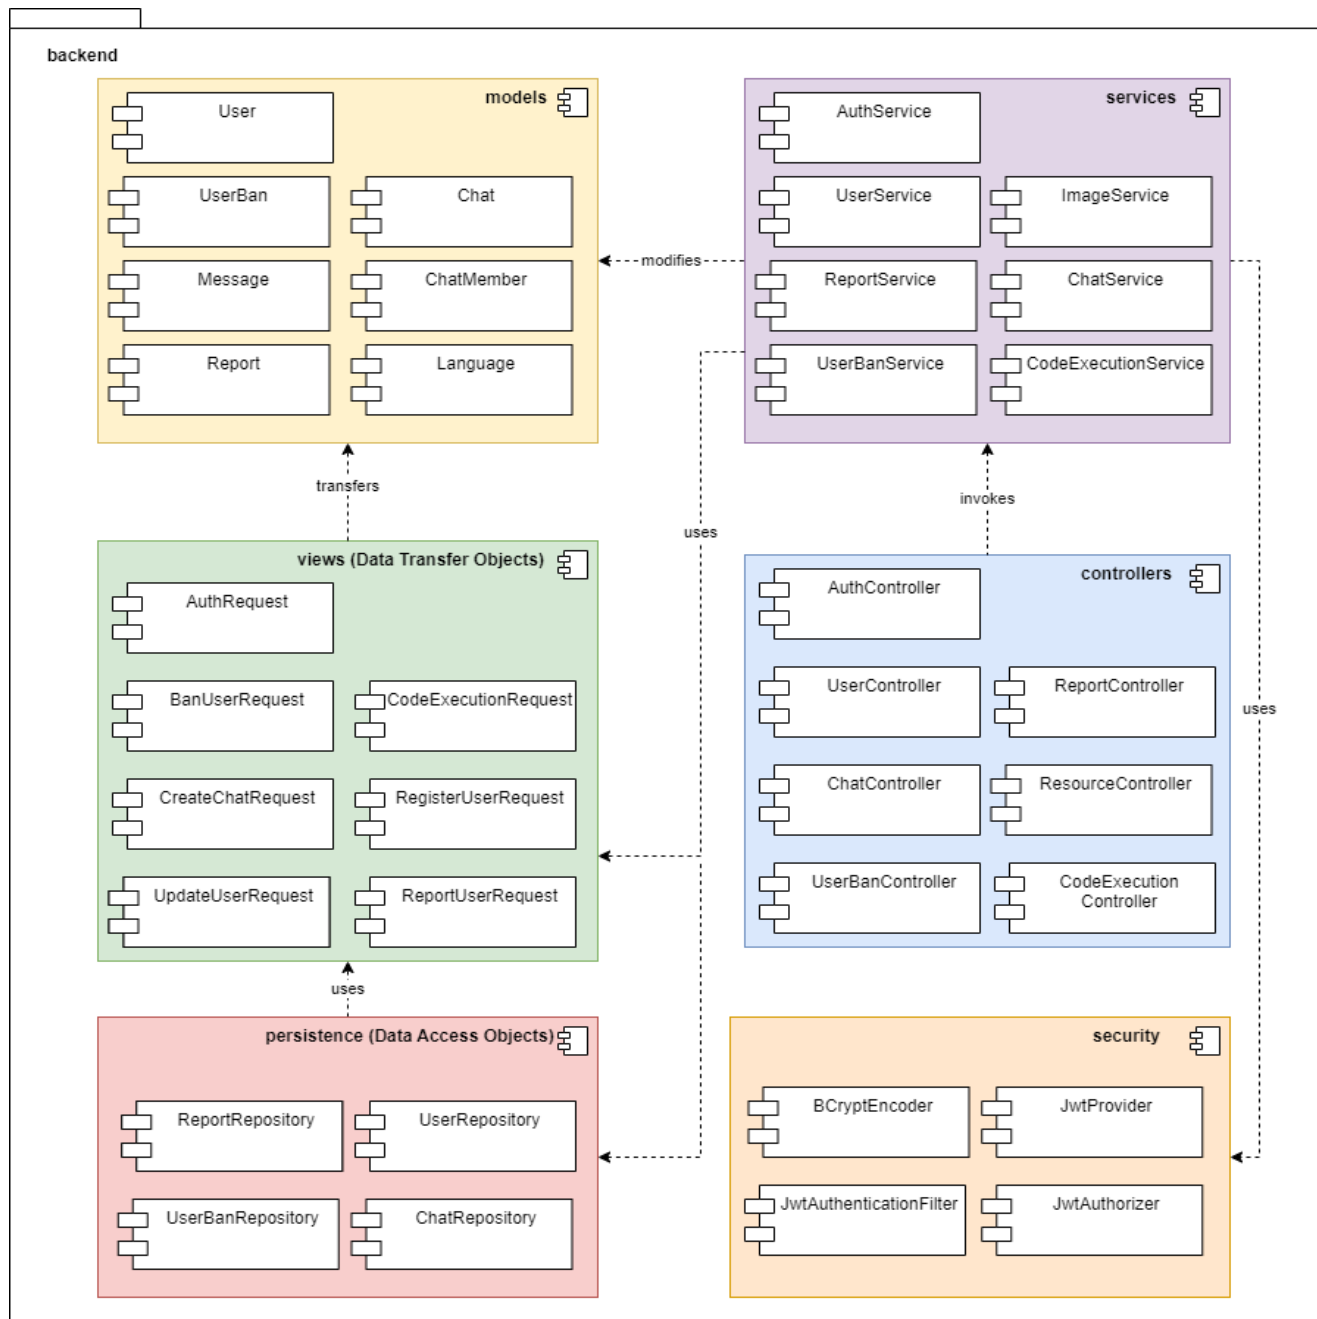 backend
models
User
UserBan
Chat
Message
ChatMember
Report
Language
services
AuthService
UserService
ImageService
ReportService
ChatService
UserBanService
CodeExecutionService
modifies
transfers
uses
invokes
uses
views (Data Transfer Objects)
AuthRequest
BanUserRequest
CodeExecutionRequest
CreateChatRequest
RegisterUserRequest
UpdateUserRequest
ReportUserRequest
controllers
AuthController
UserController
ReportController
ChatController
ResourceController
UserBanController
CodeExecution
Controller
uses
persistence (Data Access Objects)
ReportRepository
UserRepository
UserBanRepository
ChatRepository
security
BCryptEncoder
JwtProvider
JwtAuthenticationFilter
JwtAuthorizer